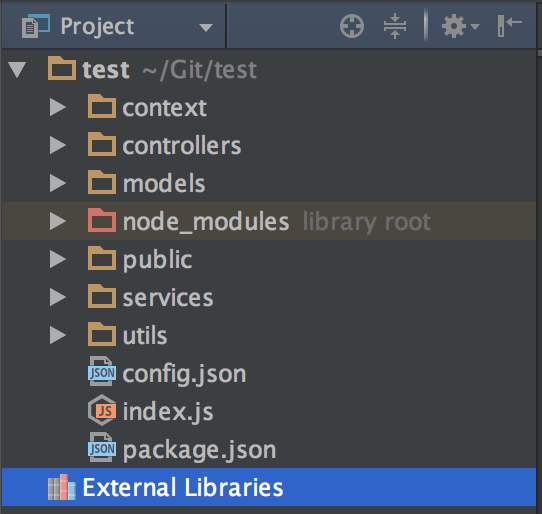 Project
test ~/Git/test
context
controllers
models
node_modules library root
public
services
utils
JSON config.json
JS index.js
JSON package.json
External Libraries